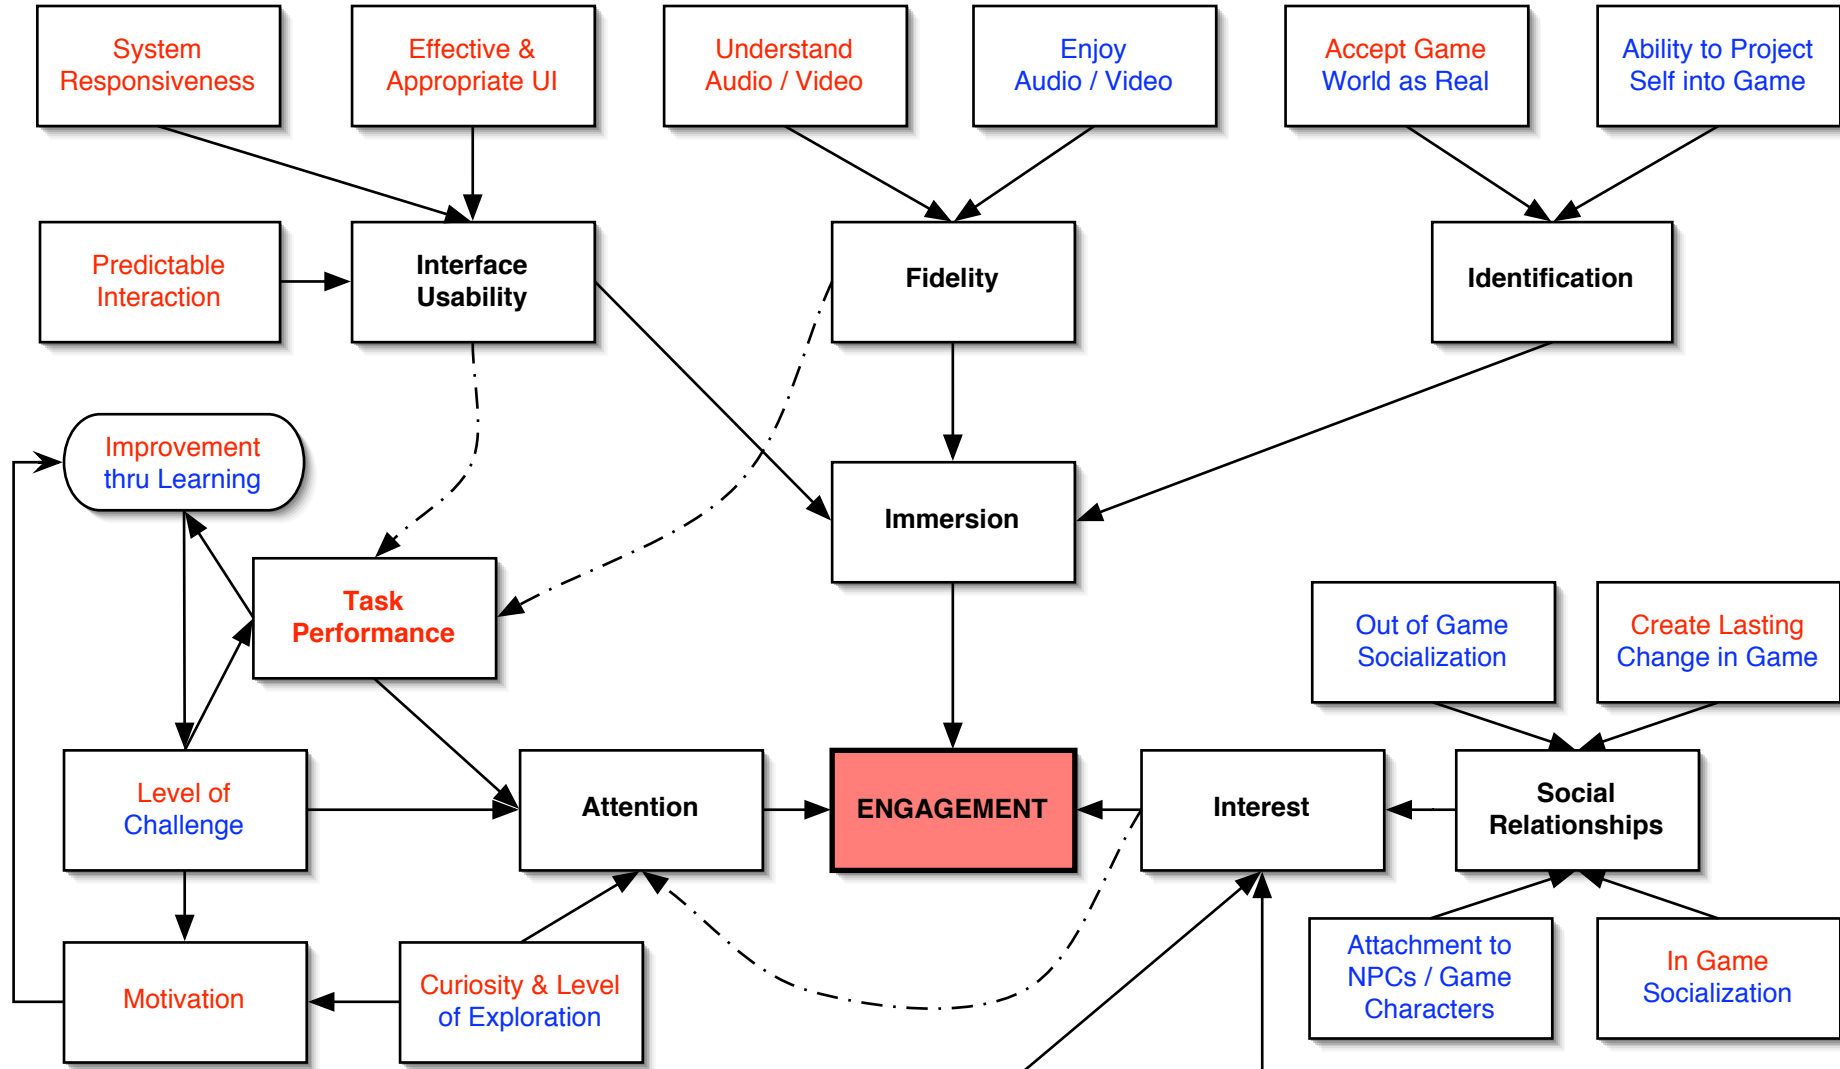 System
Responsiveness
Effective &
Appropriate UI
Understand
Audio / Video
Enjoy
Audio / Video
Accept Game
World as Real
Ability to Project
Self into Game
Predictable
Interaction
Interface
Usability
Fidelity
Identification
Improvement
thru Learning
Immersion
Task
Performance
Out of Game
Socialization
Create Lasting
Change in Game
Level of
Challenge
Attention
ENGAGEMENT
Interest
Social
Relationships
Motivation
Curiosity & Level
of Exploration
Attachment to
NPCs / Game
Characters
In Game
Socialization